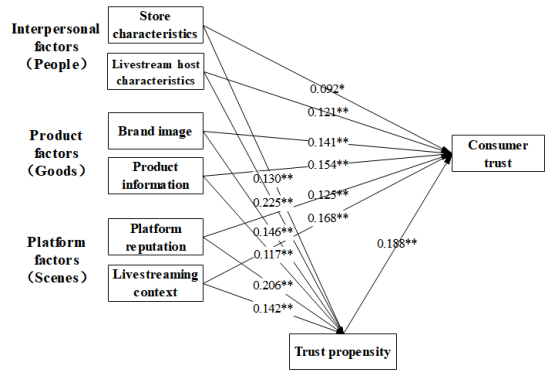 Interpersonal
factors
（People）
Store
characteristics
Livestream host
characteristics
Product
factors
（Goods）
Brand image
Product
information
Platform
factors
（Scenes）
Platform
reputation
Livestreaming
context
0.092*
0.121**
0.141**
0.154**
0.130**
0.125**
0.225**
0.168**
0.146**
0.117**
0.206**
0.142**
0.188**
Consumer
trust
Trust propensity